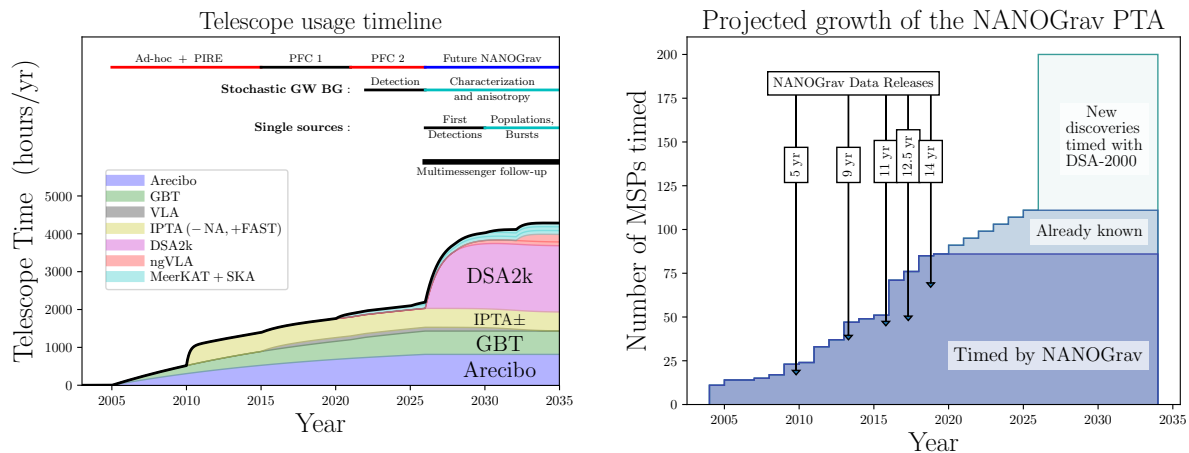 Telescope usage timeline
Telescope Time (hours/yr)
Ad-hoc + PIRE
PFC 1
PFC 2
Future NANOGrav
Stochastic GW BG :
Detection
Characterization
and anisotropy
Single sources :
First
Detections
Populations,
Bursts
Multimessenger follow-up
Arecibo
GBT
VLA
IPTA (− NA, +FAST)
DSA2k
ngVLA
MeerKAT + SKA
5000
4000
3000
2000
1000
0
DSA2k
IPTA±
GBT
Arecibo
2005 2010 2015 2020 2025 2030 2035
Year
Projected growth of the NANOGrav PTA
Number of MSPs timed
200
175
150
125
100
75
50
25
0
NANOGrav Data Releases
5 yr
9 yr
11 yr
12.5 yr
14 yr
New
discoveries
timed with
DSA-2000
Already known
Timed by NANOGrav
2005 2010 2015 2020 2025 2030 2035
Year